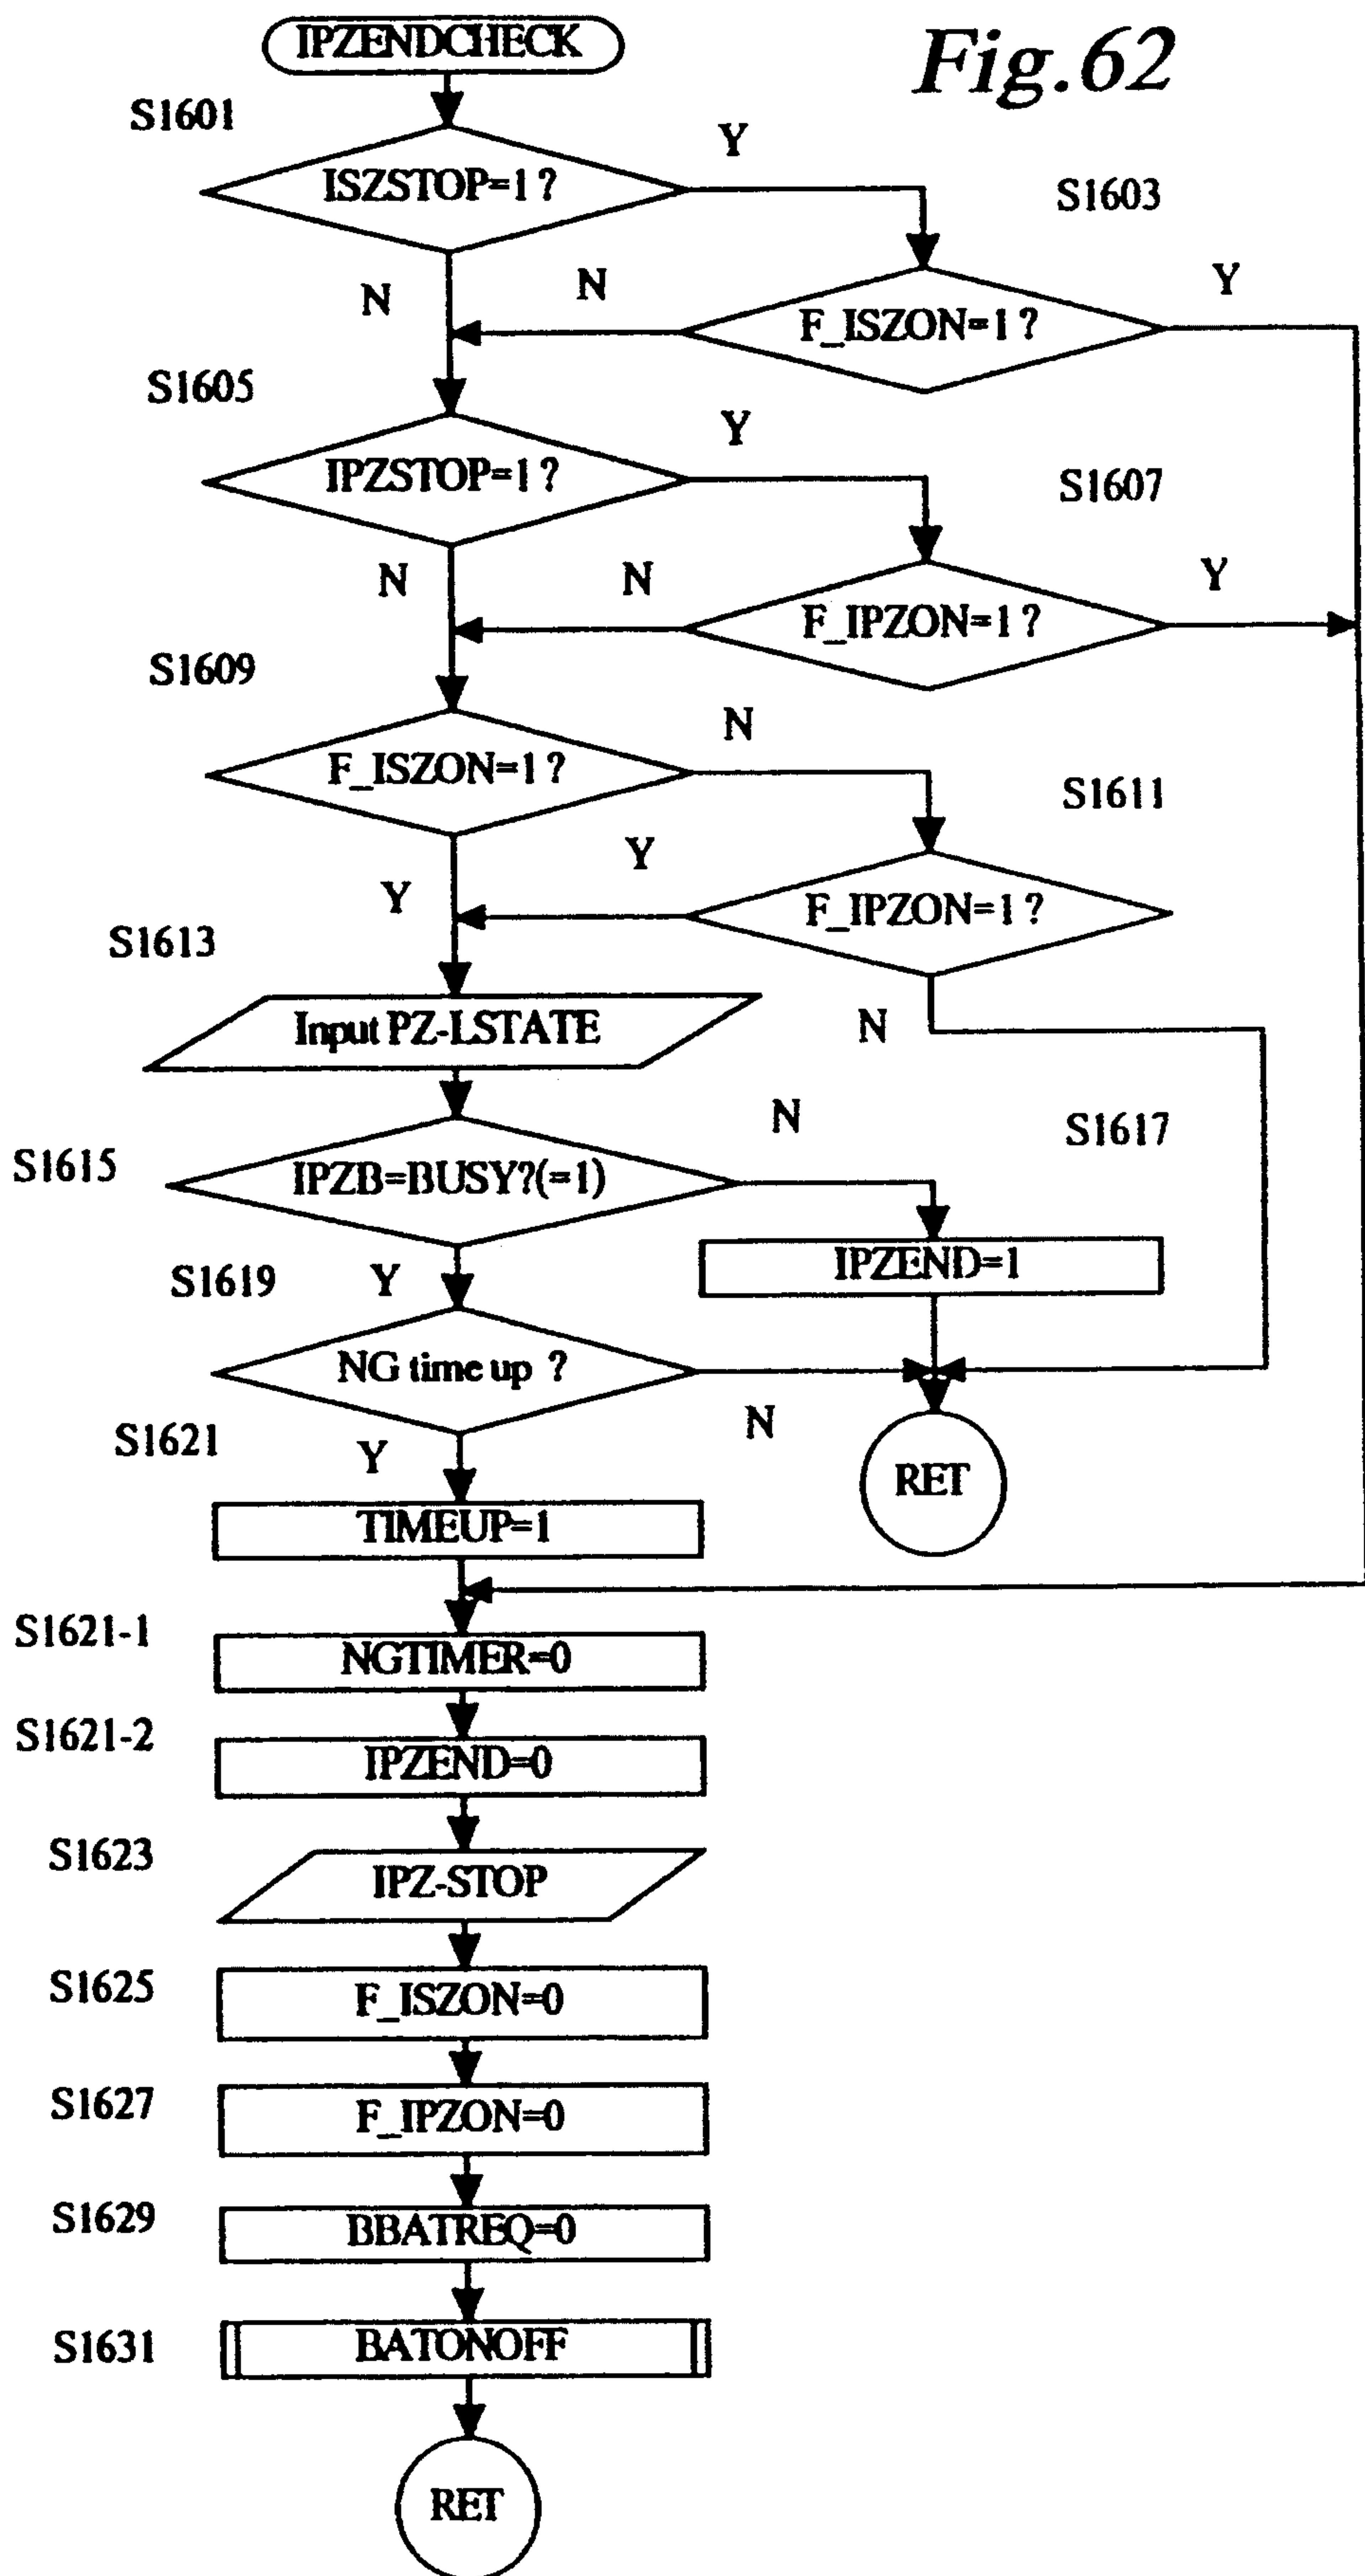 IPZENDCHECK
Fig.62
S1601
Y
ISZSTOP=1 ?
S1603
N
N
Y
F_ISZON=1 ?
S1605
Y
IPZSTOP=1 ?
S1607
N
N
Y
F_IPZON=1 ?
S1609
N
F_ISZON=1 ?
S1611
Y
Y
F_IPZON=1 ?
S1613
Input PZ-LSTATE
N
N
S1617
S1615
IPZB=BUSY?(=1)
IPZEND=1
S1619
Y
NG time up ?
N
S1621
Y
RET
TIMEUP=1
S1621-1
NGTIMER=0
S1621-2
IPZEND=0
S1623
IPZ-STOP
S1625
F_ISZON=0
S1627
F_IPZON=0
S1629
BBATREQ=0
S1631
BATONOFF
RET